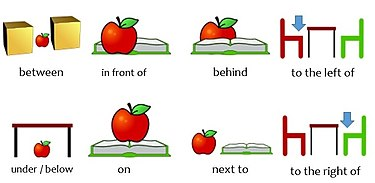 between
in front of
behind
to the left of
under / below
on
next to
to the right of